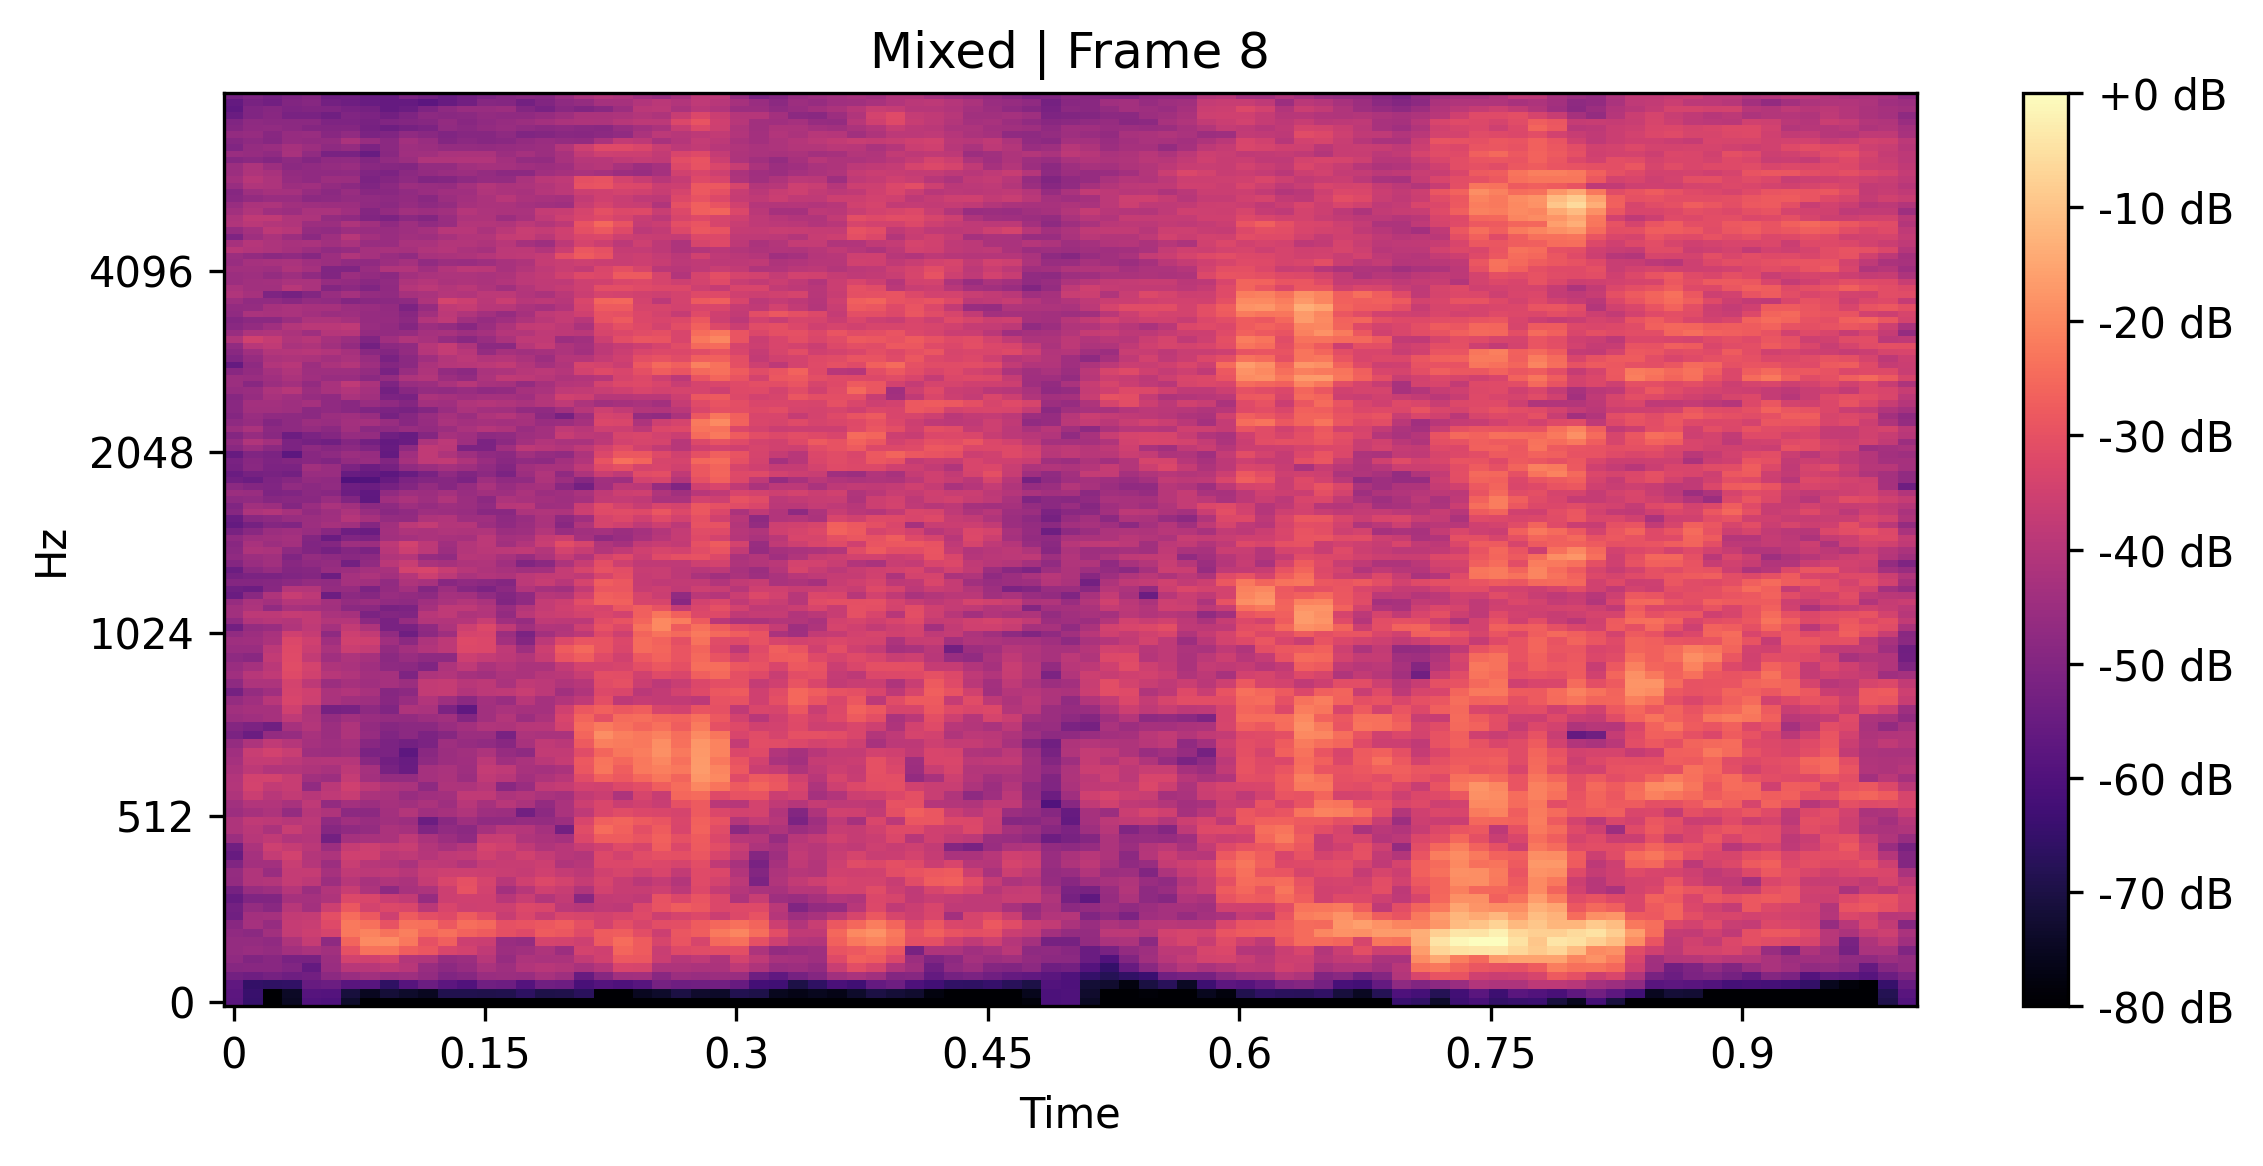 Mixed | Frame 8
Hz
4096
2048
1024
512
0
0 0.15 0.3 0.45 0.6 0.75 0.9
Time
+0 dB
-10 dB
-20 dB
-30 dB
-40 dB
-50 dB
-60 dB
-70 dB
-80 dB